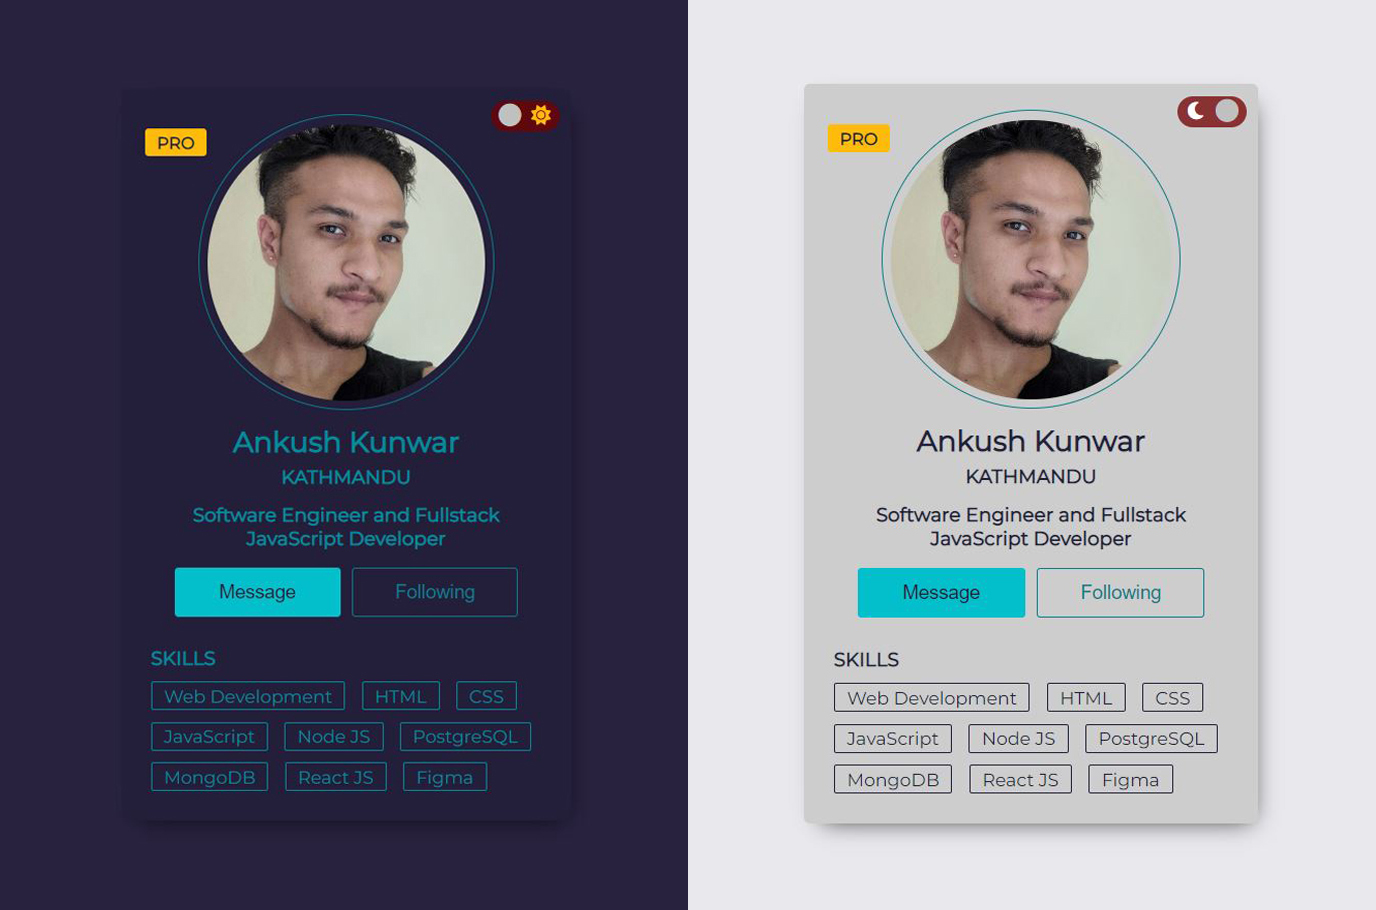 PRO
Ankush Kunwar
KATHMANDU
Software Engineer and Fullstack
JavaScript Developer
Message Following
SKILLS
Web Development HTML CSS
JavaScript Node JS PostgreSQL
MongoDB React JS Figma
PRO
Ankush Kunwar
KATHMANDU
Software Engineer and Fullstack
JavaScript Developer
Message Following
SKILLS
Web Development HTML CSS
JavaScript Node JS PostgreSQL
MongoDB React JS Figma